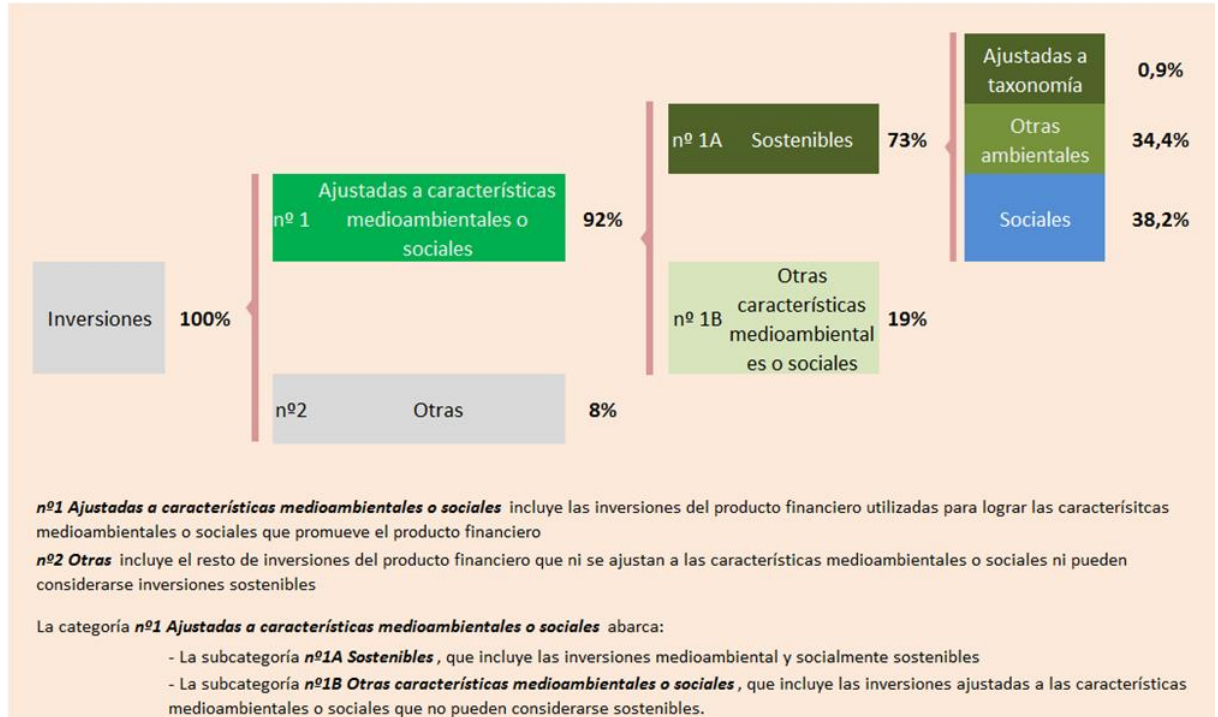 Inversiones 100%
nº 1 Ajustadas a características
medioambientales o
sociales
92%
nº2 Otras 8%
nº 1A Sostenibles 73%
nº 1B Otras
características
medioambiental
es o sociales
19%
Ajustadas a
taxonomía
0,9%
Otras
ambientales
34,4%
Sociales 38,2%
nº1 Ajustadas a características medioambientales o sociales incluye las inversiones del producto financiero utilizadas para lograr las caracterísitcas
medioambientales o sociales que promueve el producto financiero
nº2 Otras incluye el resto de inversiones del producto financiero que ni se ajustan a las características medioambientales o sociales ni pueden
considerarse inversiones sostenibles
La categoría nº1 Ajustadas a características medioambientales o sociales abarca:
- La subcategoría nº1A Sostenibles , que incluye las inversiones medioambiental y socialmente sostenibles
- La subcategoría nº1B Otras características medioambientales o sociales , que incluye las inversiones ajustadas a las características
medioambientales o sociales que no pueden considerarse sostenibles.